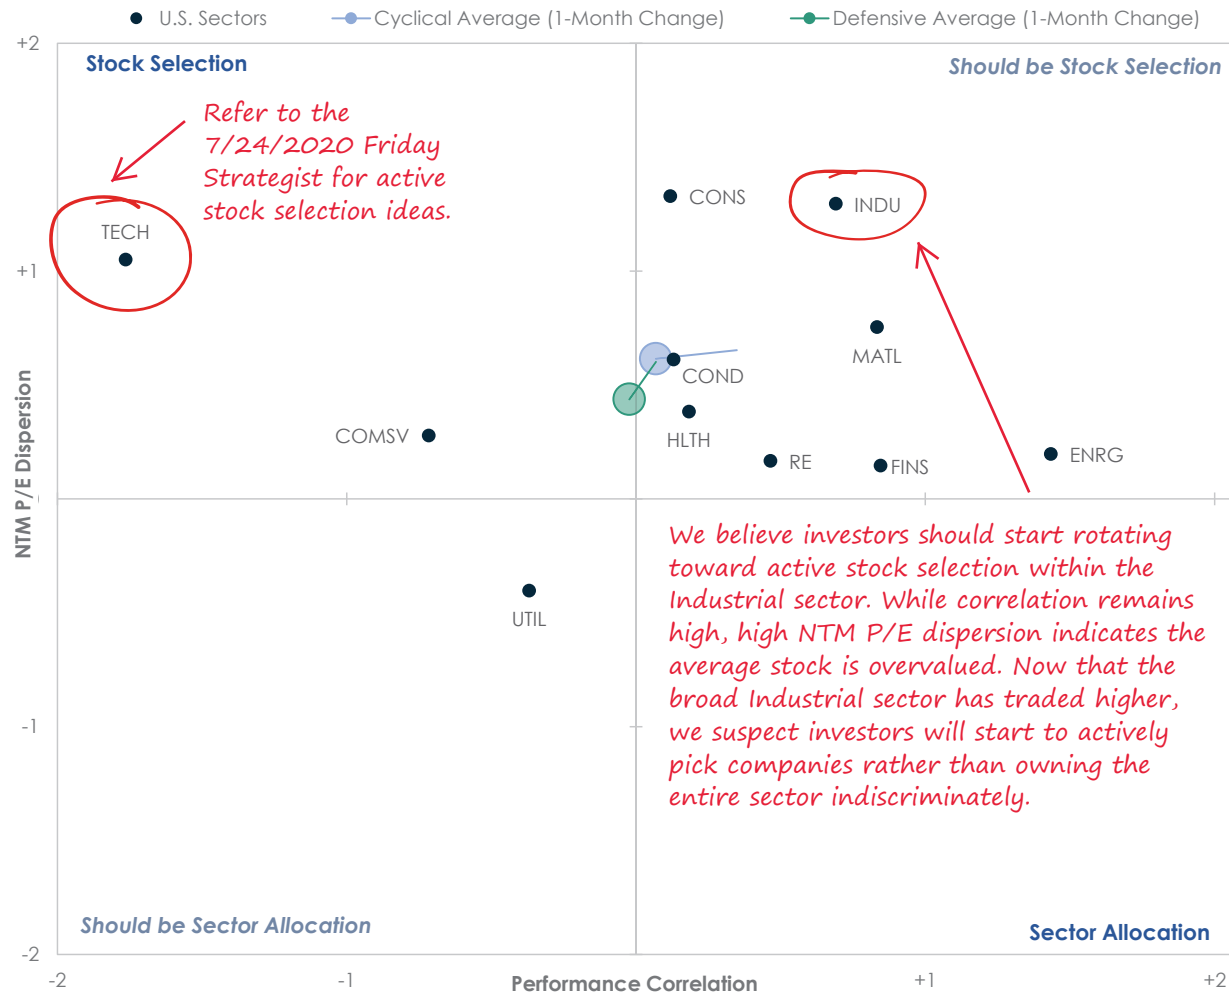 U.S. Sectors
Cyclical Average (1-Month Change)
Defensive Average (1-Month Change)
+2
Stock Selection
Should be Stock Selection
Refer to the
7/24/2020 Friday
Strategist for active
stock selection ideas.
CONS
INDU
TECH
+1
MATL
COND
HLTH
COMSV
RE
FINS
ENRG
NTM P/E Dispersion
We believe investors should start rotating
toward active stock selection within the
Industrial sector. While correlation remains
high, high NTM P/E dispersion indicates the
average stock is overvalued. Now that the
broad Industrial sector has traded higher,
we suspect investors will start to actively
pick companies rather than owning the
entire sector indiscriminately.
UTIL
-1
Should be Sector Allocation
Sector Allocation
-2
-2
-1
Performance Correlation
+1
+2